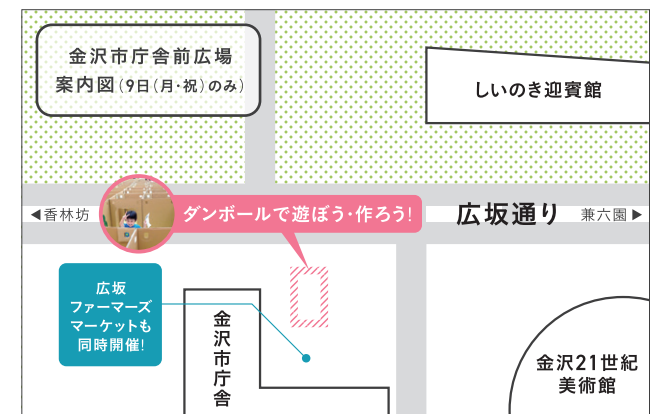 金沢市庁舎前広場
案内図(9日(月・祝)のみ)
しいのき迎賓館
◀香林坊
ダンボールで遊ぼう・作ろう!
広坂通り
兼六園▶
広坂
ファーマーズ
マーケットも
同時開催!
金沢市庁舎
金沢21世紀
美術館